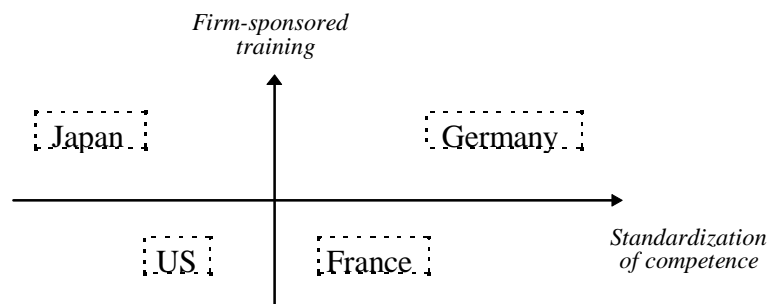 Firm-sponsored
training
Japan
Germany
US
France
Standardization
of competence